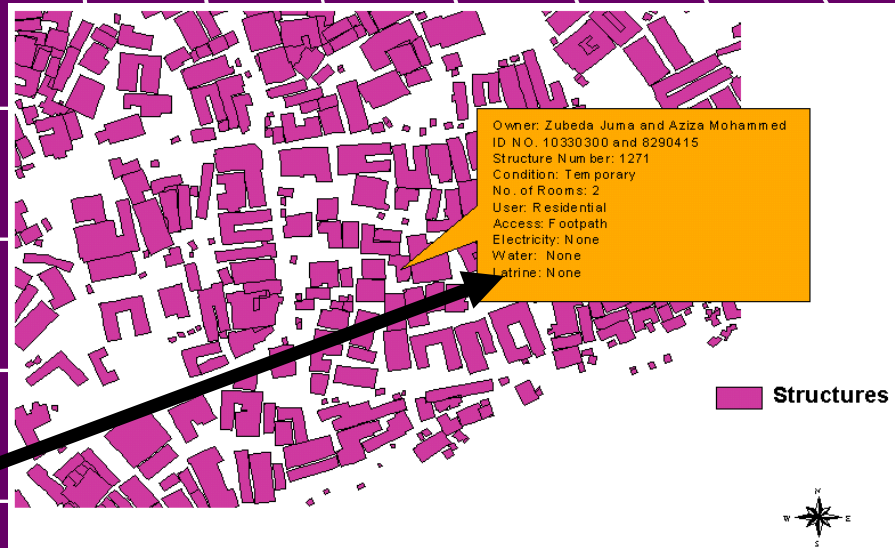 Owner: Zubeda Juma and Aziza Mohammed
ID NO. 10330300 and 8290415
Structure Number: 1271
Condition: Temporary
No. of Rooms: 2
User: Residential
Access: Footpath
Electricity: None
Water: None
Latrine: None
Structures
N
W E
S